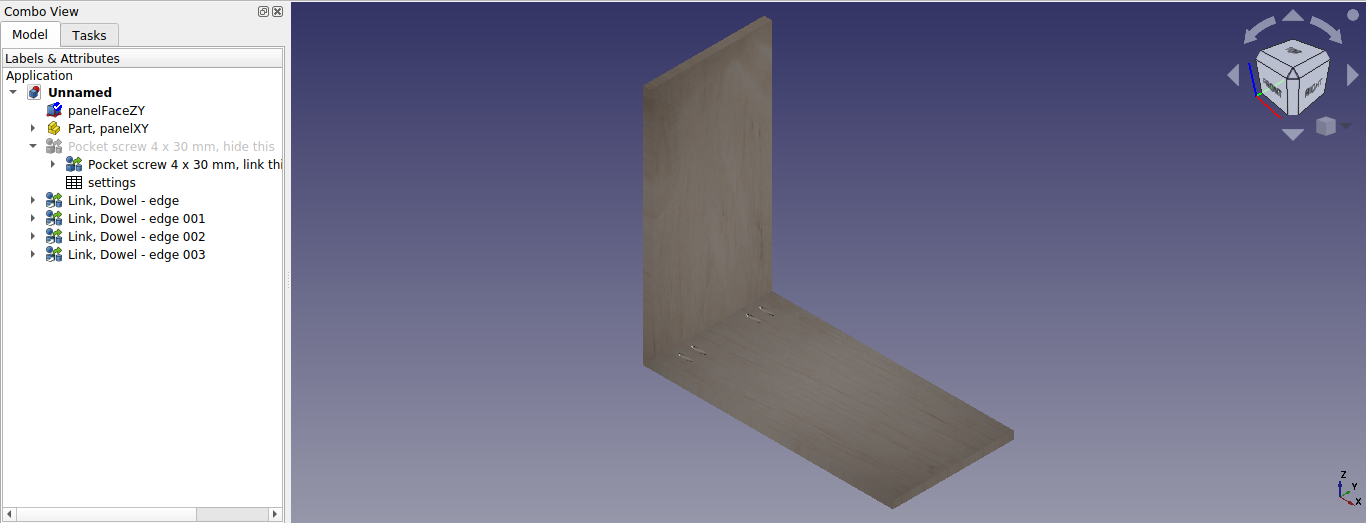 Combo View
Model
Tasks
Labels & Attributes
Application
Unnamed
panelFaceZY
Part, panelXY
Pocket screw 4 x 30 mm, hide this
Pocket screw 4 x 30 mm, link thi
settings
Link, Dowel - edge
Link, Dowel - edge 001
Link, Dowel - edge 002
Link, Dowel - edge 003
FRONT
RIGHT
Z
Y
X